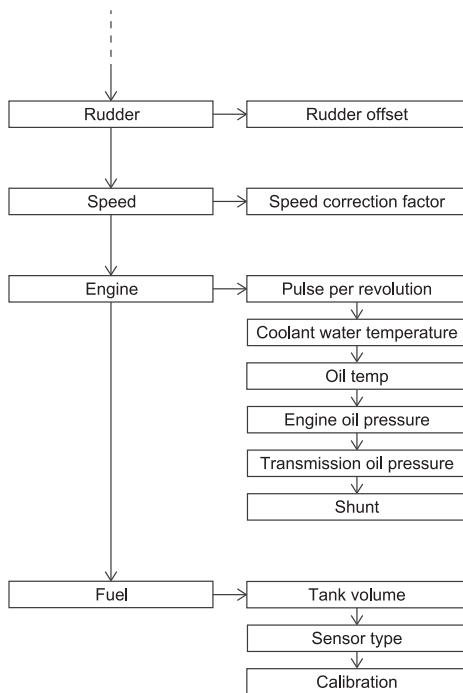 Rudder
Rudder offset
Speed
Speed correction factor
Engine
Pulse per revolution
Coolant water temperature
Oil temp
Engine oil pressure
Transmission oil pressure
Shunt
Fuel
Tank volume
Sensor type
Calibration